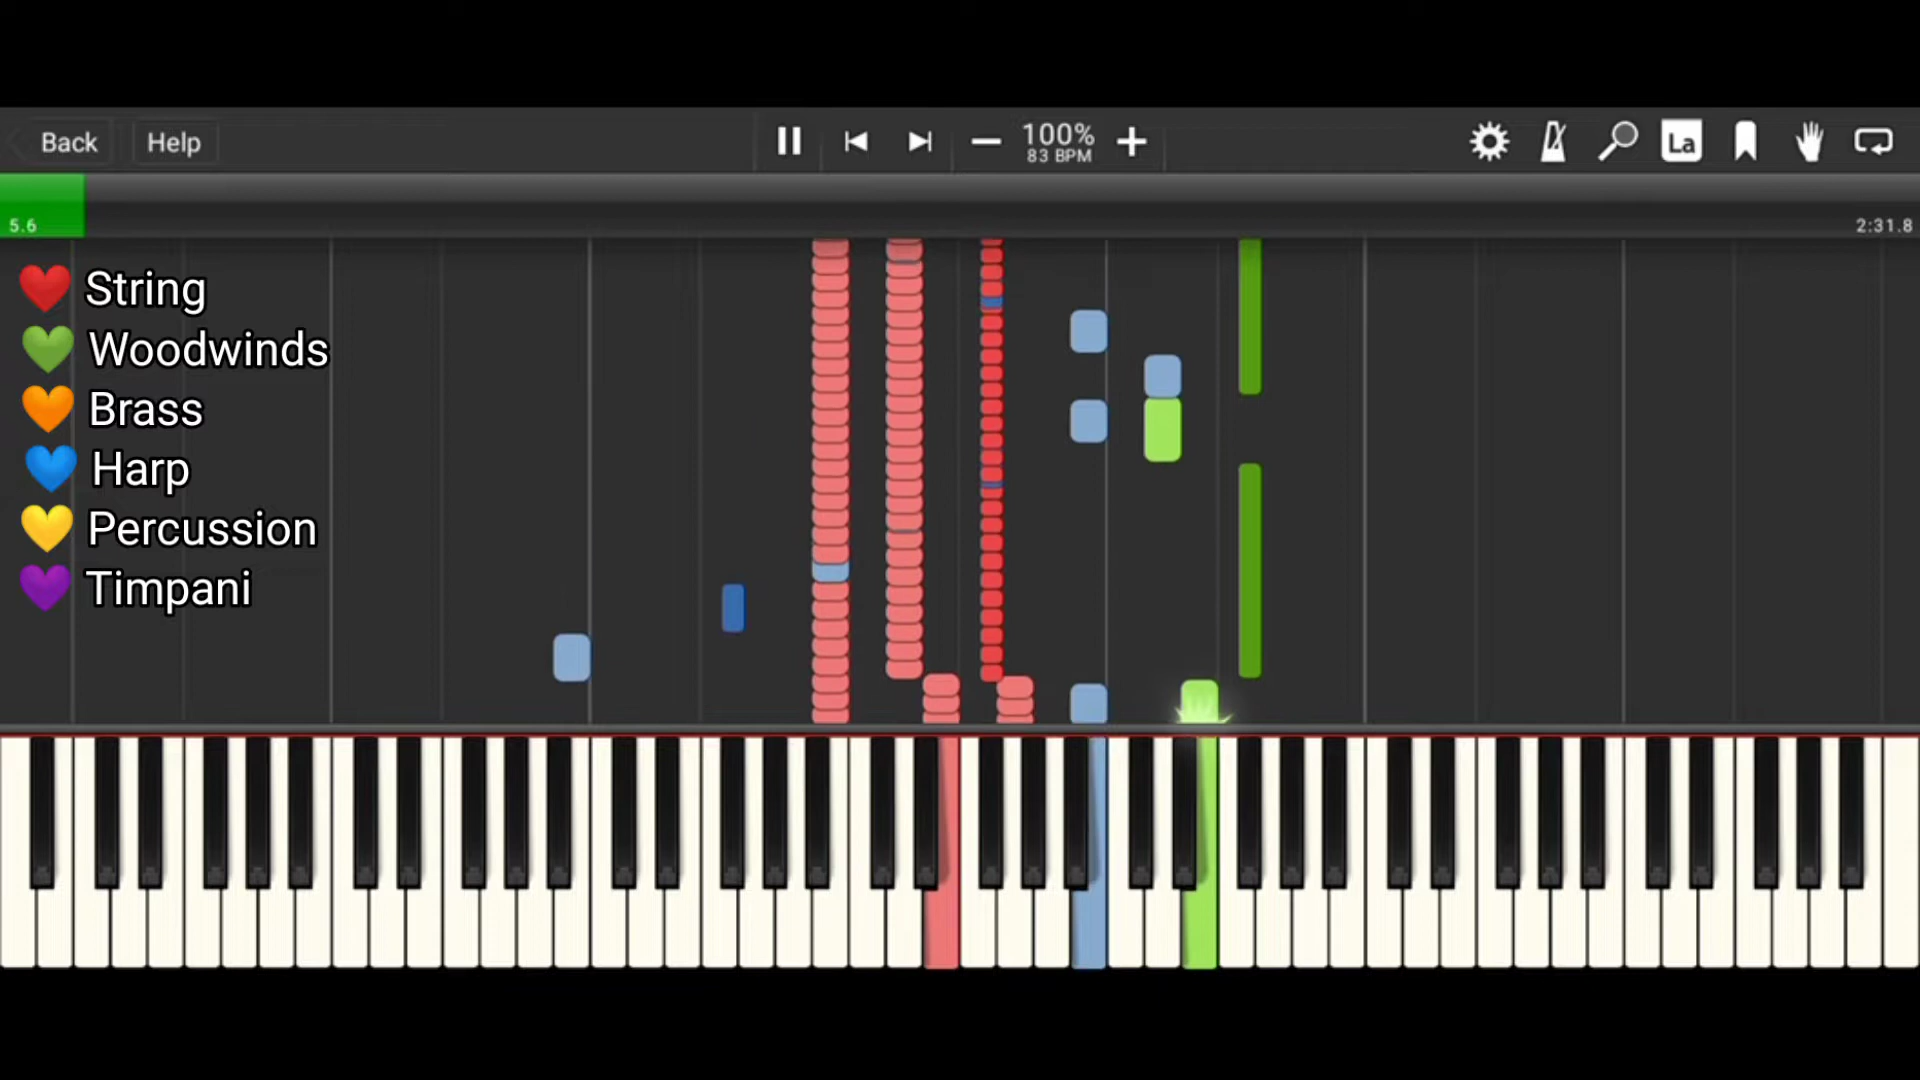 Back
Help
100%
83 BPM
La
5.6
2:31.8
String
Woodwinds
Brass
Harp
Percussion
Timpani